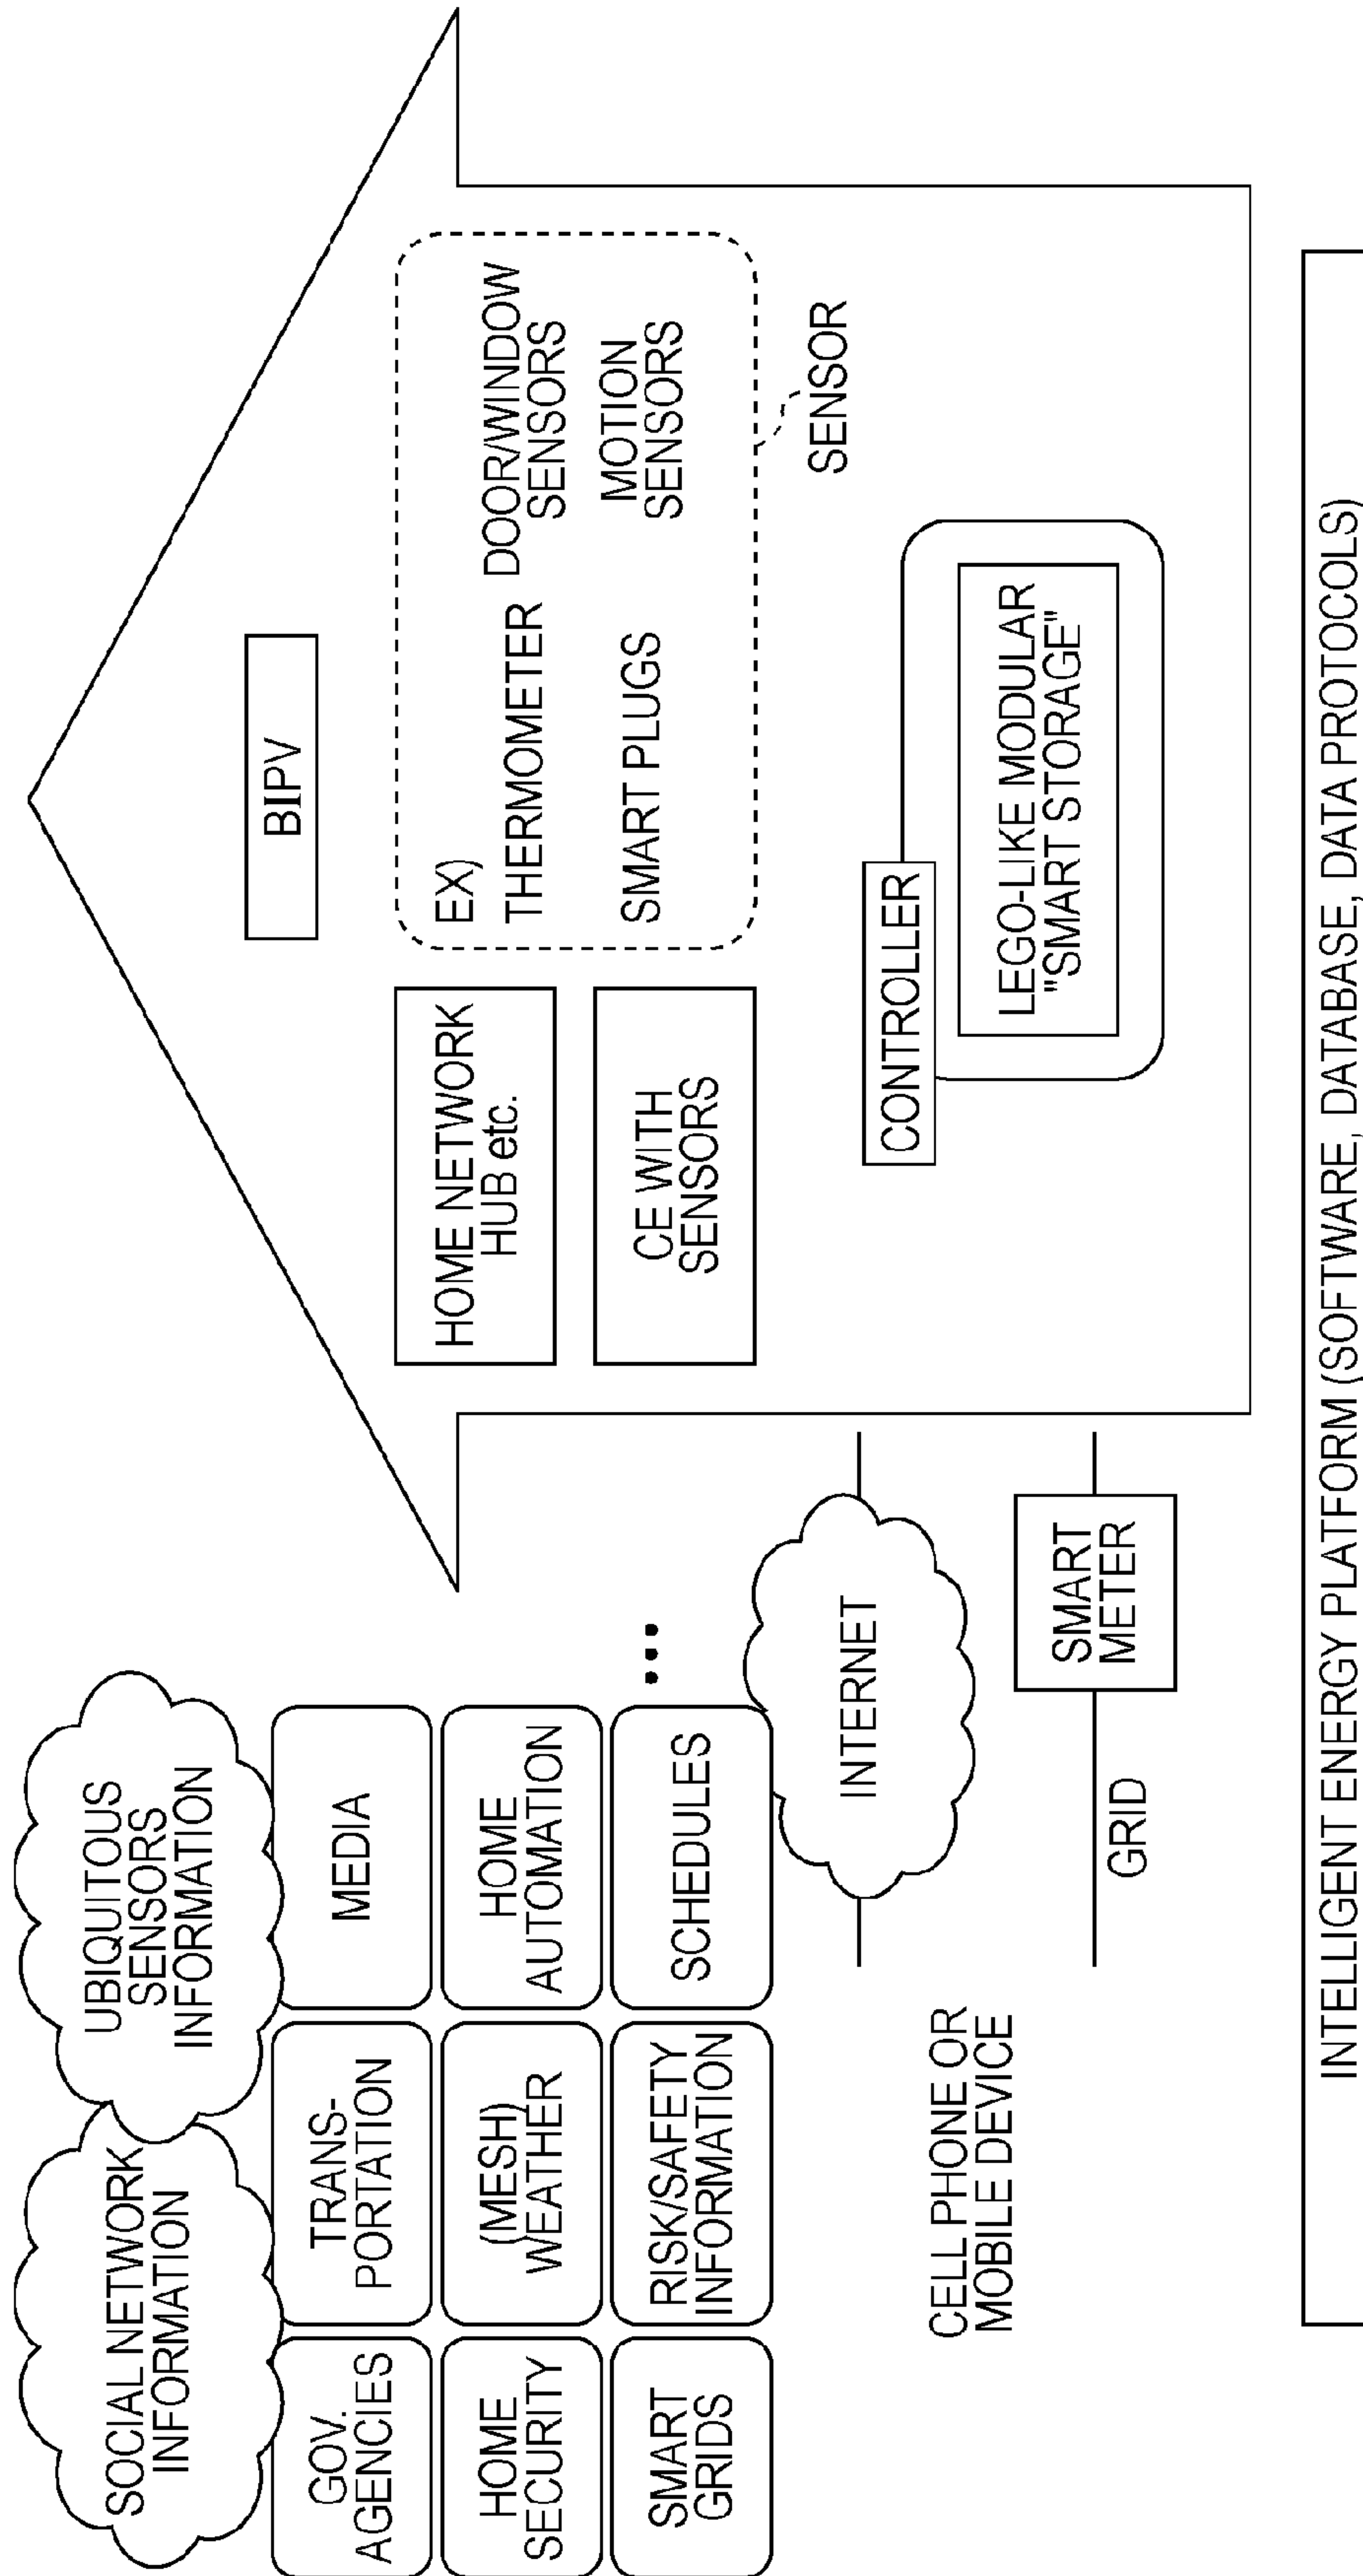 SOCIAL NETWORK
INFORMATION
UBIQUITOUS
SENSORS
INFORMATION
GOV.
AGENCIES
TRANS-
PORTATION
MEDIA
HOME
SECURITY
(MESH)
WEATHER
HOME
AUTOMATION
SMART
GRIDS
RISK/SAFETY
INFORMATION
SCHEDULES
...
CELL PHONE OR
MOBILE DEVICE
INTERNET
GRID
SMART
METER
BIPV
HOME NETWORK
HUB etc.
CE WITH
SENSORS
EX)
THERMOMETER
DOOR/WINDOW
SENSORS
SMART PLUGS
MOTION
SENSORS
SENSOR
CONTROLLER
LEGO-LIKE MODULAR
"SMART STORAGE"
INTELLIGENT ENERGY PLATFORM (SOFTWARE, DATABASE, DATA PROTOCOLS)